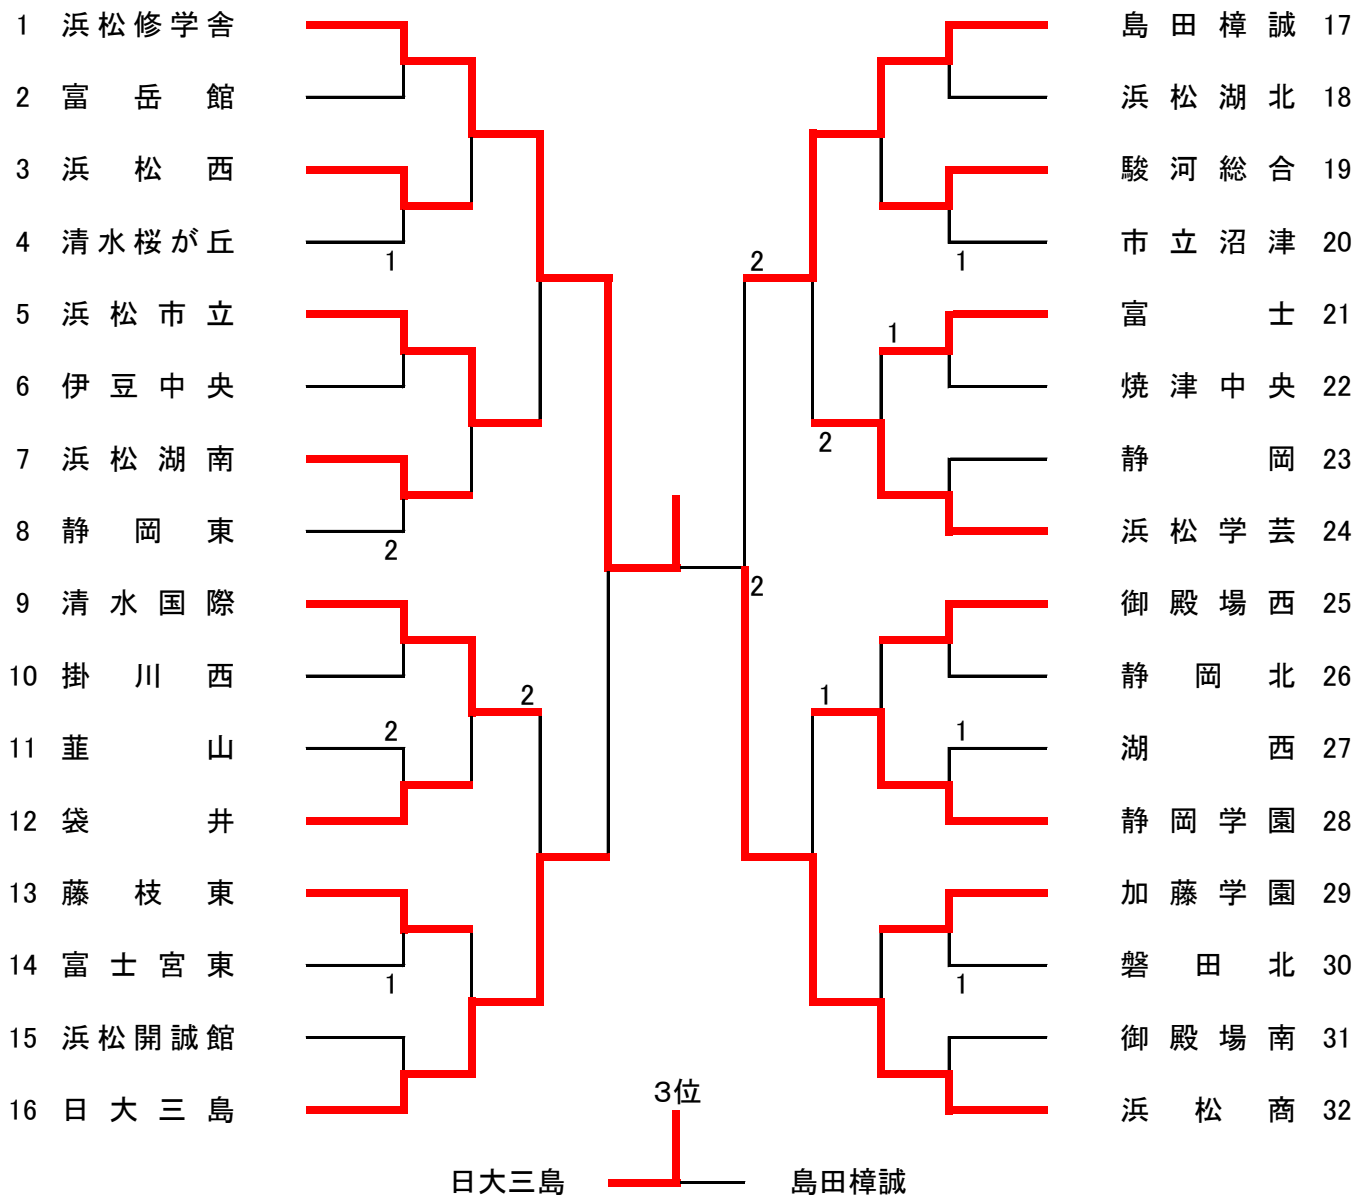 1 浜松修学舎
島田樟誠 17
2 富岳館
浜松湖北 18
3 浜松西
駿河総合 19
4 清水桜が丘
1
2
1
市立沼津 20
5 浜松市立
1
富士 21
6 伊豆中央
焼津中央 22
7 浜松湖南
2
静岡 23
8 静岡東
2
浜松学芸 24
9 清水国際
2
御殿場西 25
10 掛川西
2
1
静岡北 26
11 韮山
2
1
湖西 27
12 袋井
静岡学園 28
13 藤枝東
加藤学園 29
14 富士宮東
1
1
磐田北 30
15 浜松開誠館
御殿場南 31
16 日大三島
浜松商 32
3位
日大三島
島田樟誠